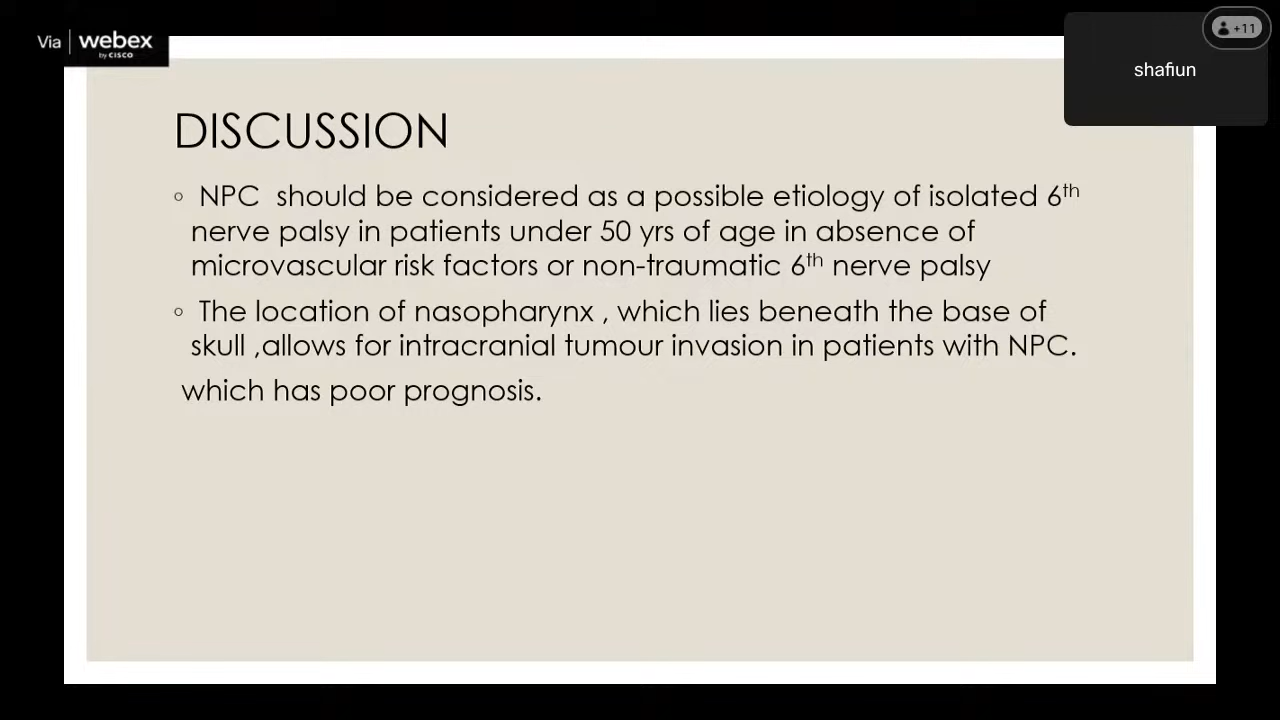 Via | webex
by CISCO
+11
shafiun
DISCUSSION
◦ NPC should be considered as a possible etiology of isolated 6th
nerve palsy in patients under 50 yrs of age in absence of
microvascular risk factors or non-traumatic 6th nerve palsy
◦ The location of nasopharynx , which lies beneath the base of
skull ,allows for intracranial tumour invasion in patients with NPC.
which has poor prognosis.